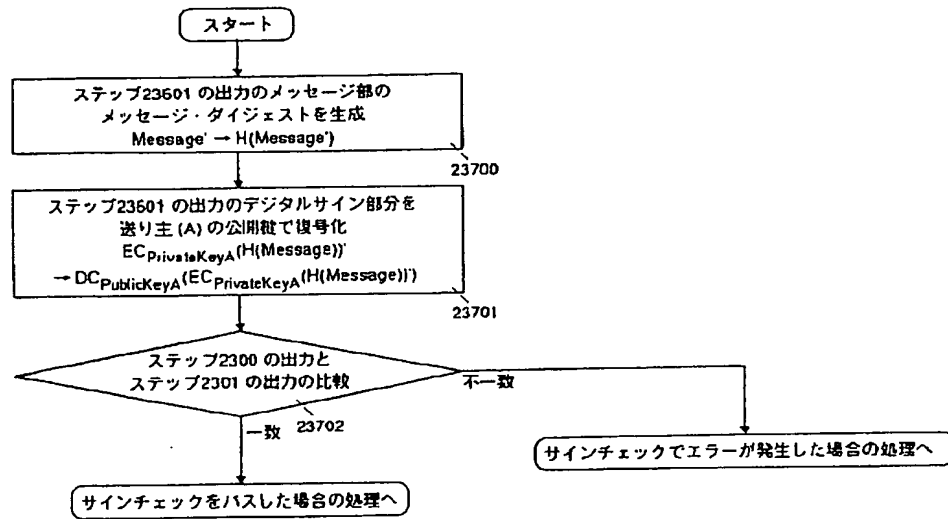 スタート
ステップ23601 の出力のメッセージ部の
メッセージ・ダイジェストを生成
Message' → H(Message')
23700
ステップ23601 の出力のデジタルサイン部分を
送り主 (A) の公開鍵で復号化
EC_PrivateKeyA(H(Message))'
→ DC_PublicKeyA(EC_PrivateKeyA(H(Message))')
23701
ステップ2300 の出力と
ステップ2301 の出力の比較
不一致
23702
一致
サインチェックでエラーが発生した場合の処理へ
サインチェックをパスした場合の処理へ